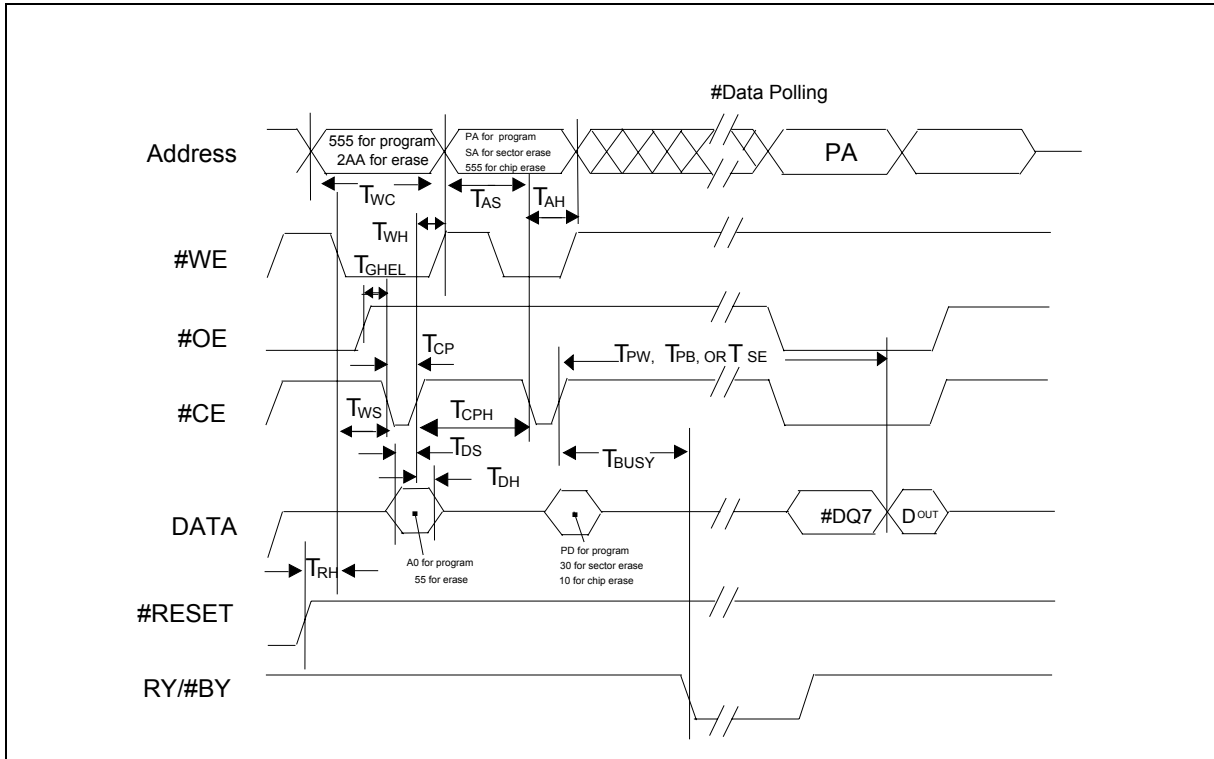 #Data Polling
Address
555 for program
2AA for erase
PA for program
SA for sector erase
555 for chip erase
PA
TWC
TAS
TAH
TWH
#WE
TGHEL
#OE
TCP
TPW, TPB, OR TSE
#CE
TWS
TCPH
TDS
TBUSY
TDH
DATA
#DQ7
DOUT
A0 for program
55 for erase
PD for program
30 for sector erase
10 for chip erase
TRH
#RESET
RY/#BY